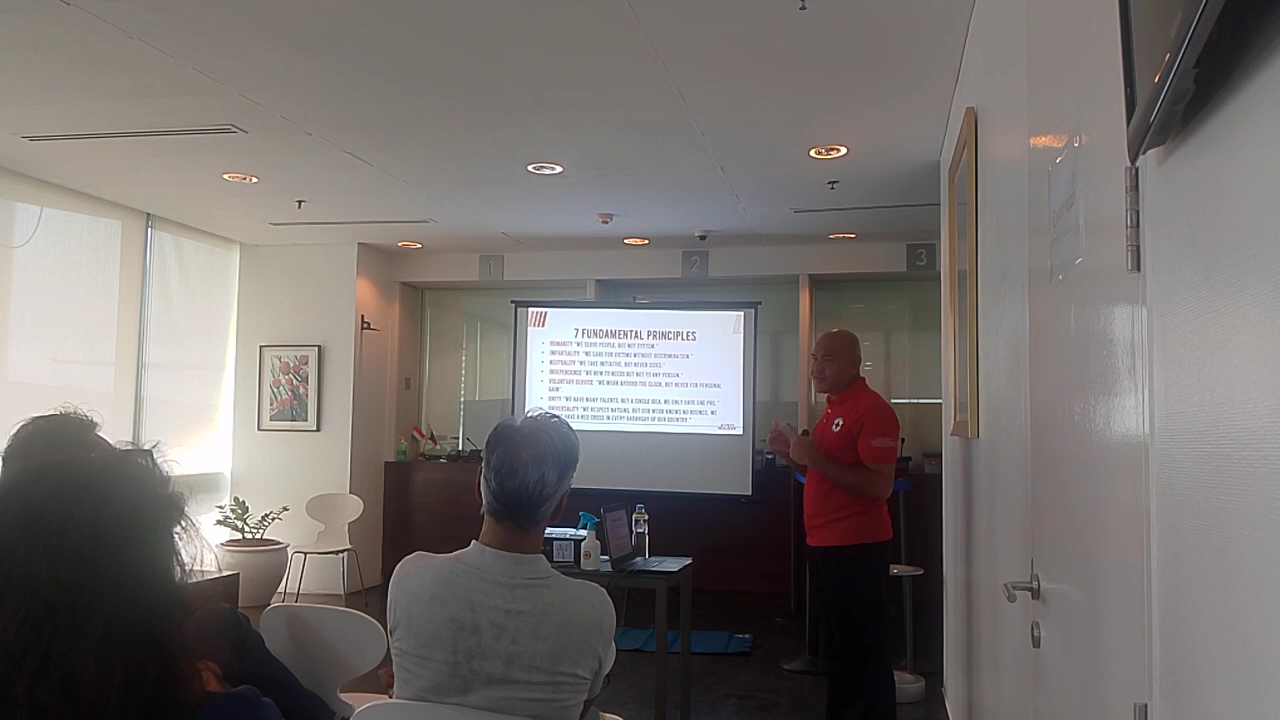 1
2
3
7 FUNDAMENTAL PRINCIPLES
HUMANITY "WE SERVE PEOPLE, BUT NOT SYSTEM."
IMPARTIALITY "WE CARE FOR VICTIMS WITHOUT DISCRIMINATION."
NEUTRALITY "WE TAKE INITIATIVE, BUT NEVER SIDES."
INDEPENDENCE "WE BOW TO NEEDS BUT NOT TO ANY PERSON."
VOLUNTARY SERVICE "WE WORK AROUND THE CLOCK, BUT NEVER FOR PERSONAL
GAIN".
UNITY "WE HAVE MANY TALENTS, BUT A SINGLE IDEA. WE ONLY HAVE ONE PRC."
UNIVERSALITY "WE RESPECT NATIONS, BUT OUR WORK KNOWS NO BOUNDS. WE
HAVE A RED CROSS IN EVERY BARANGAY OF OUR COUNTRY."